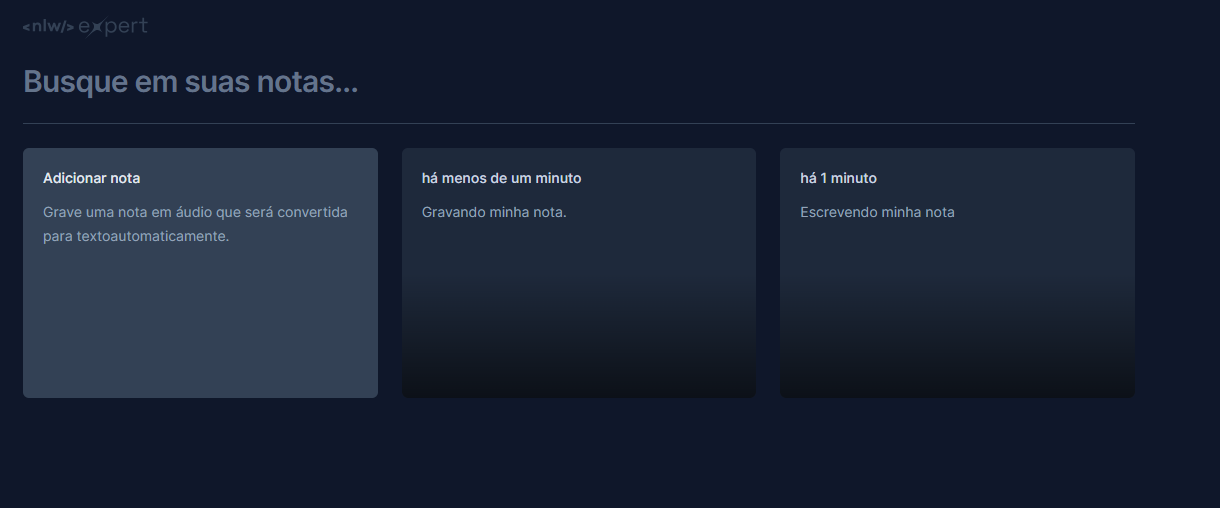 <nlw/> expert
Busque em suas notas...
Adicionar nota
Grave uma nota em áudio que será convertida
para textoautomaticamente.
há menos de um minuto
Gravando minha nota.
há 1 minuto
Escrevendo minha nota